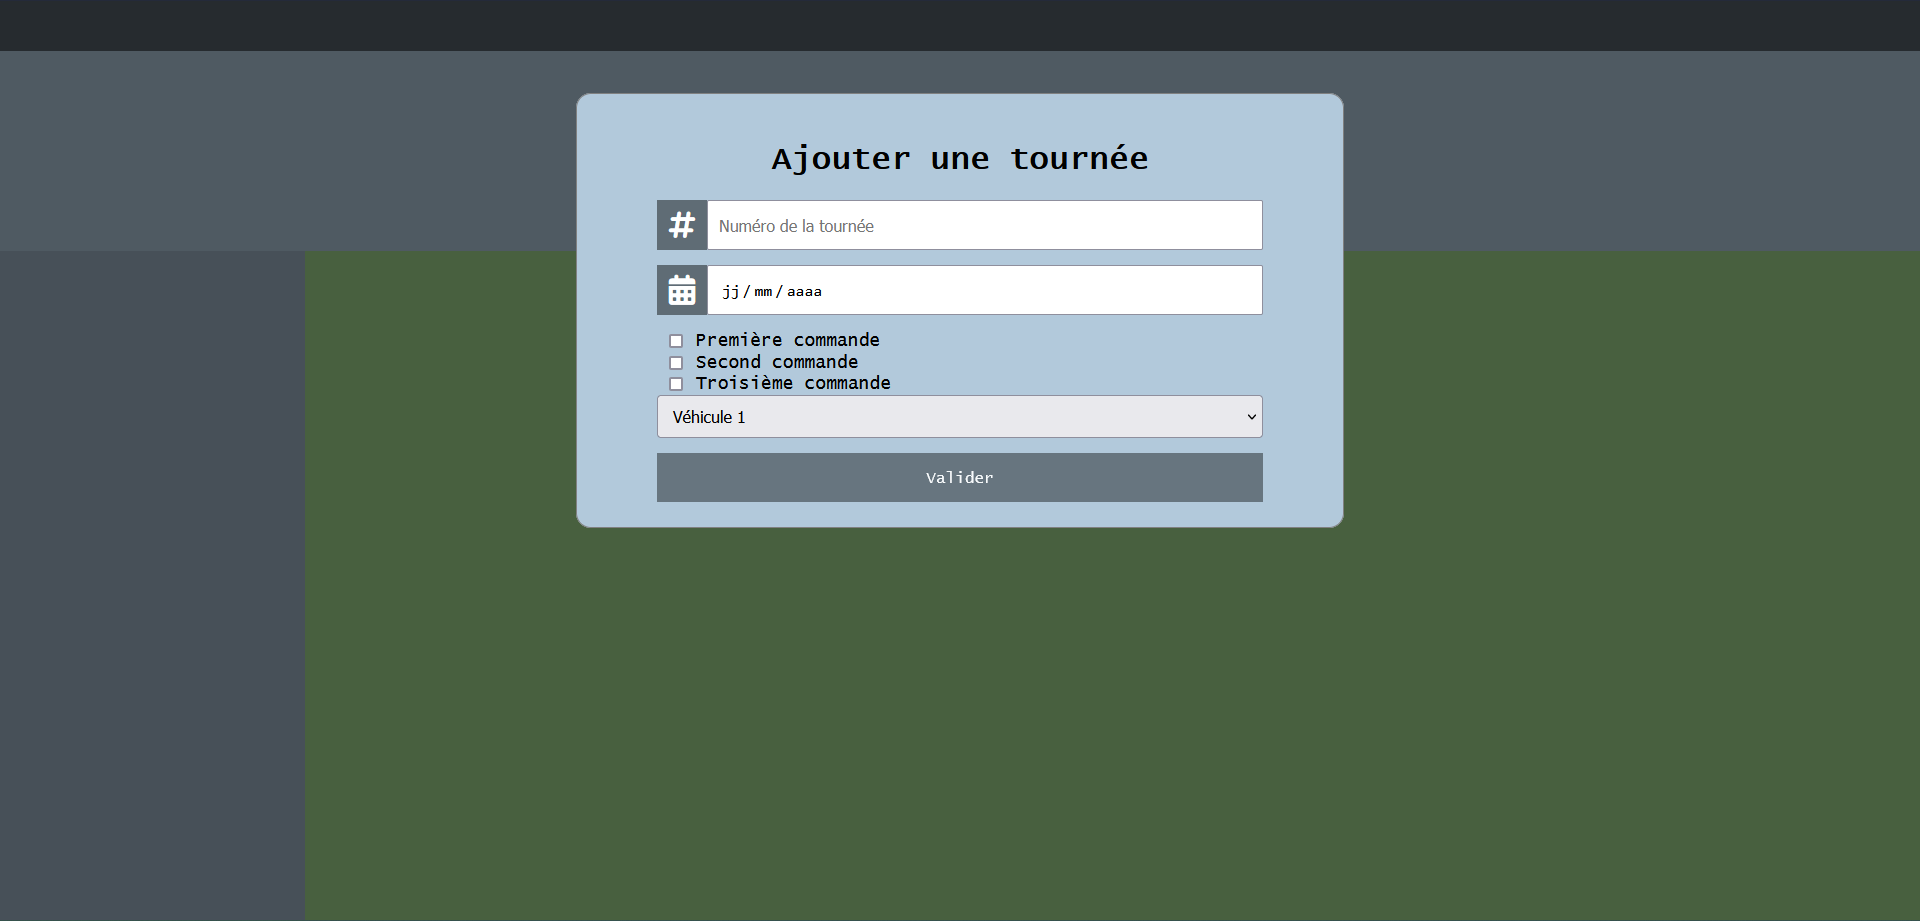 Ajouter une tournée
Numéro de la tournée
jj/mm/aaaa
Première commande
Second commande
Troisième commande
Véhicule 1
Valider